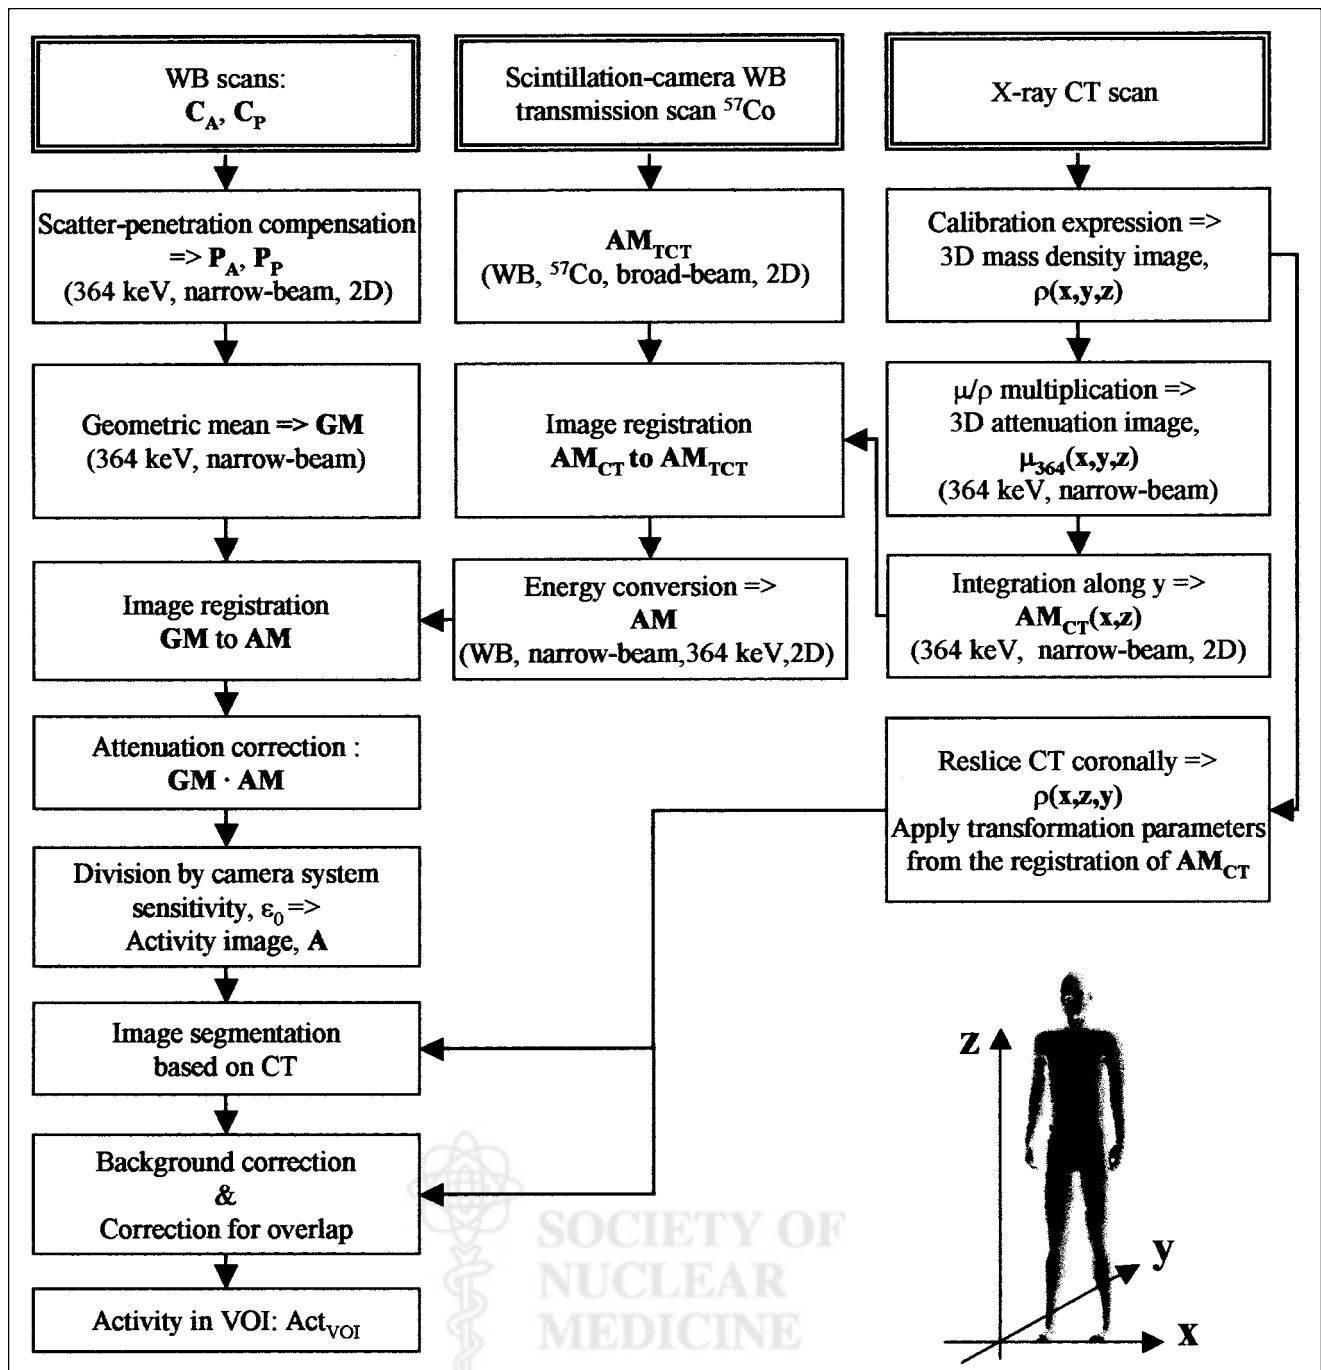 WB scans:
C_A, C_P
Scatter-penetration compensation
=> P_A, P_P
(364 keV, narrow-beam, 2D)
Geometric mean => GM
(364 keV, narrow-beam)
Image registration
GM to AM
Attenuation correction :
GM · AM
Division by camera system
sensitivity, ε₀ =>
Activity image, A
Image segmentation
based on CT
Background correction
&
Correction for overlap
Activity in VOI: Act_VOI
Scintillation-camera WB
transmission scan ⁵⁷Co
AM_TCT
(WB, ⁵⁷Co, broad-beam, 2D)
Image registration
AM_CT to AM_TCT
Energy conversion =>
AM
(WB, narrow-beam,364 keV,2D)
X-ray CT scan
Calibration expression =>
3D mass density image,
ρ(x,y,z)
μ/ρ multiplication =>
3D attenuation image,
μ₃₆₄(x,y,z)
(364 keV, narrow-beam)
Integration along y =>
AM_CT(x,z)
(364 keV, narrow-beam, 2D)
Reslice CT coronally =>
ρ(x,z,y)
Apply transformation parameters
from the registration of AM_CT
z
y
x
SOCIETY OF
NUCLEAR
MEDICINE